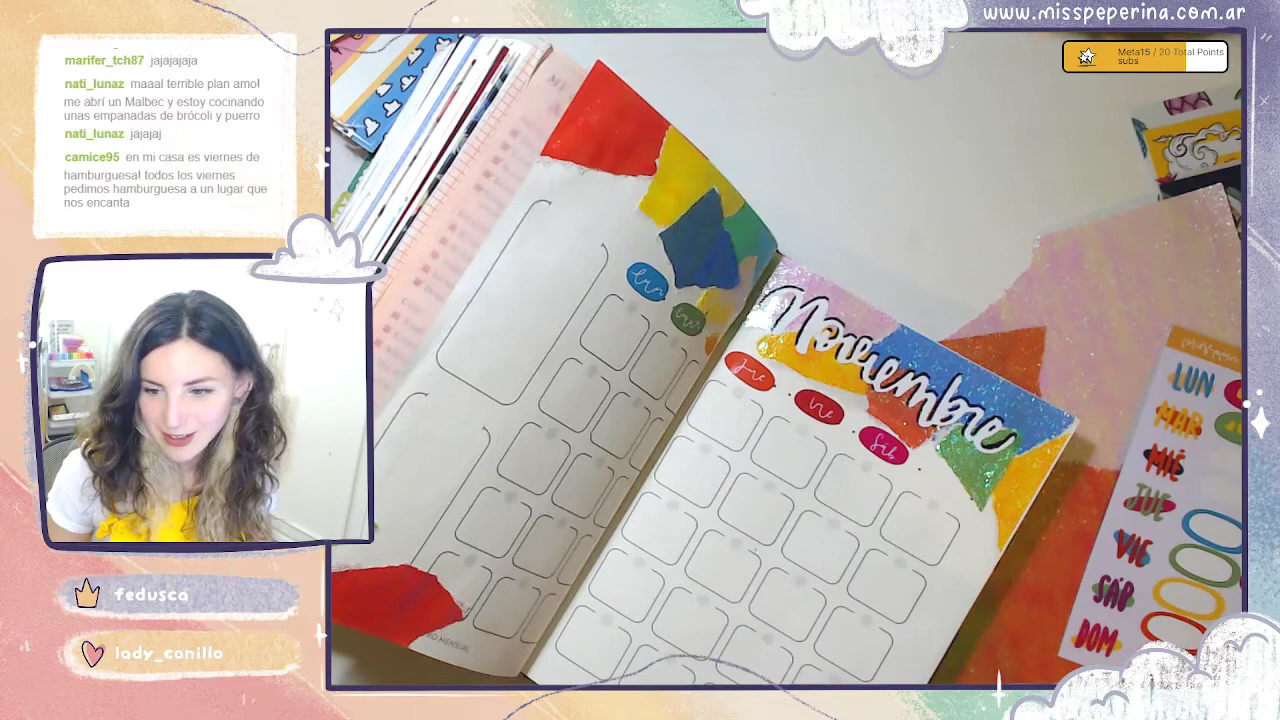 www.misspeperina.com.ar
Meta15 / 20 Total Points
subs
marifer_tch87 jajajajaja
nati_lunaz maaal terrible plan amo!
me abrí un Malbec y estoy cocinando
unas empanadas de brócoli y puerro
nati_lunaz jajajaj
camice95 en mi casa es viernes de
hamburguesa! todos los viernes
pedimos hamburguesa a un lugar que
nos encanta
Noviembre
lun
jue
vie
sáb
LUN
MAR
MIÉ
JUE
VIE
SÁB
DOM
MENSUAL
fedusca
lady_conillo